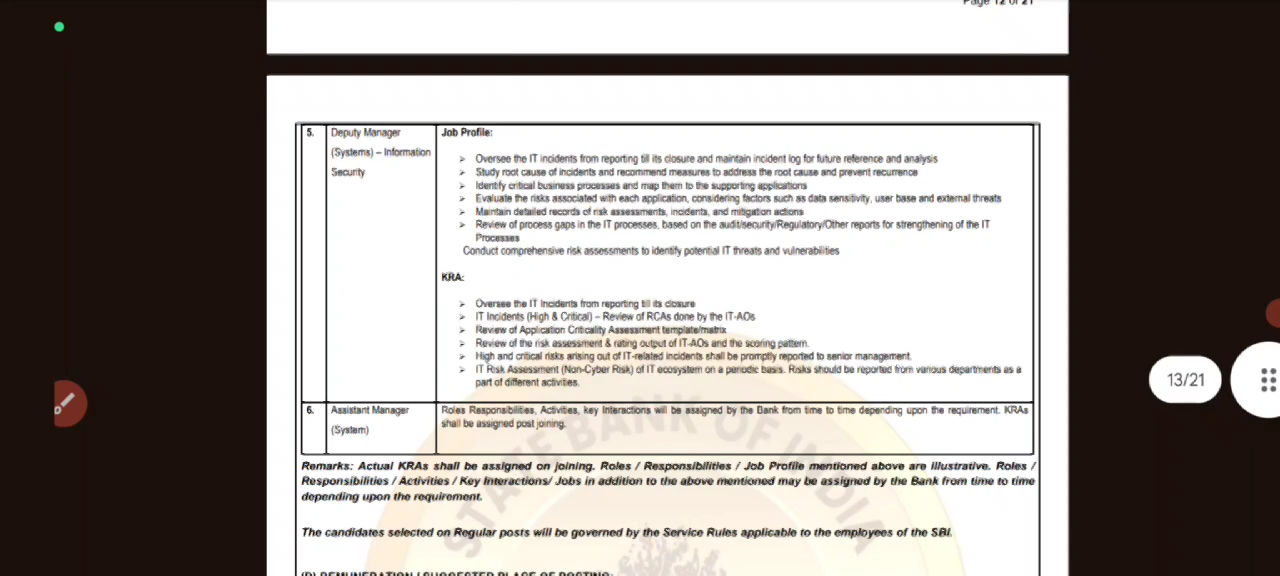 Page 12 of 21
5.
Deputy Manager
(Systems) – Information
Security
Job Profile:
➢ Oversee the IT incidents from reporting till its closure and maintain incident log for future reference and analysis
➢ Study root cause of incidents and recommend measures to address the root cause and prevent recurrence
➢ Identify critical business processes and map them to the supporting applications
➢ Evaluate the risks associated with each application, considering factors such as data sensitivity, user base and external threats
➢ Maintain detailed records of risk assessments, incidents, and mitigation actions
➢ Review of process gaps in the IT processes, based on the audit/security/Regulatory/Other reports for strengthening of the IT
Processes
Conduct comprehensive risk assessments to identify potential IT threats and vulnerabilities
KRA:
➢ Oversee the IT Incidents from reporting till its closure
➢ IT Incidents (High & Critical) – Review of RCAs done by the IT-AOs
➢ Review of Application Criticality Assessment template/matrix
➢ Review of the risk assessment & rating output of IT-AOs and the scoring pattern.
➢ High and critical risks arising out of IT-related incidents shall be promptly reported to senior management.
➢ IT Risk Assessment (Non-Cyber Risk) of IT ecosystem on a periodic basis. Risks should be reported from various departments as a
part of different activities.
6.
Assistant Manager
(System)
Roles Responsibilities, Activities, key Interactions will be assigned by the Bank from time to time depending upon the requirement. KRAs
shall be assigned post joining.
Remarks: Actual KRAs shall be assigned on joining. Roles / Responsibilities / Job Profile mentioned above are illustrative. Roles /
Responsibilities / Activities / Key Interactions/ Jobs in addition to the above mentioned may be assigned by the Bank from time to time
depending upon the requirement.
The candidates selected on Regular posts will be governed by the Service Rules applicable to the employees of the SBI.
STATE BANK OF INDIA
(D) REMUNERATION / SUGGESTED PLACE OF POSTING:
13/21